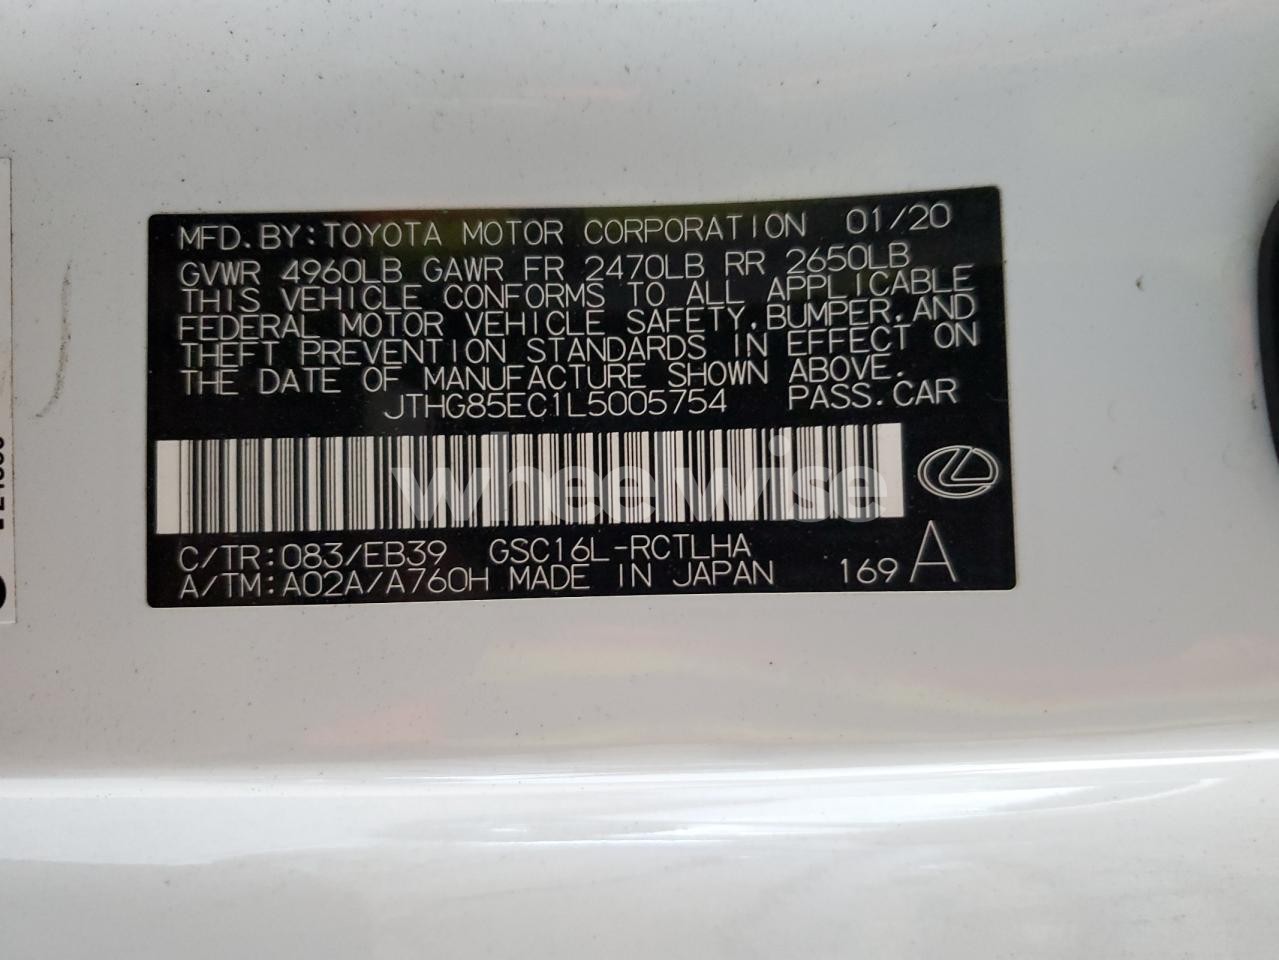 MFD.BY:TOYOTA MOTOR CORPORATION 01/20
GVWR 4960LB GAWR FR 2470LB RR 2650LB
THIS VEHICLE CONFORMS TO ALL APPLICABLE
FEDERAL MOTOR VEHICLE SAFETY,BUMPER,AND
THEFT PREVENTION STANDARDS IN EFFECT ON
THE DATE OF MANUFACTURE SHOWN ABOVE.
JTHG85EC1L5005754 PASS.CAR
wheelwise
C/TR:083/EB39 GSC16L-RCTLHA
A/TM:A02A/A760H MADE IN JAPAN 169 A